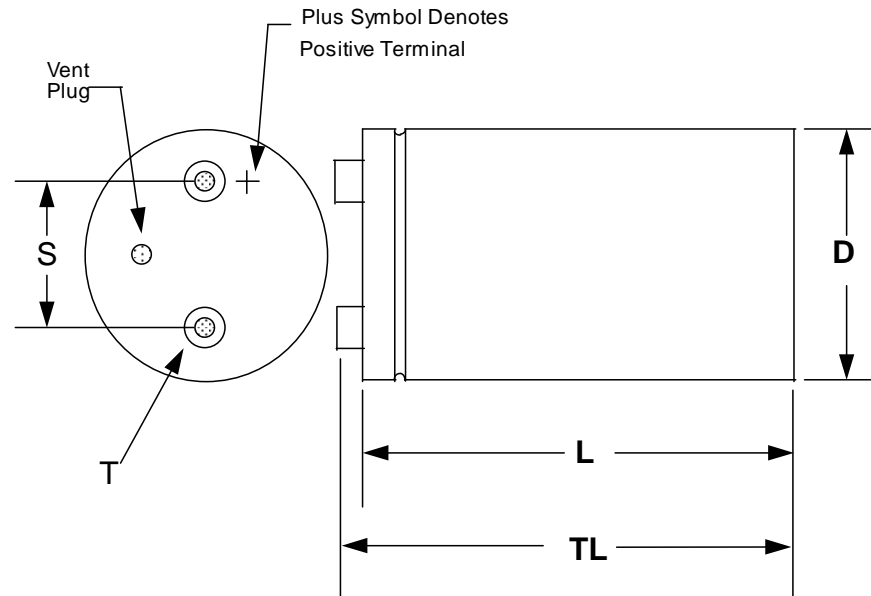 Plus Symbol Denotes
Positive Terminal
Vent
Plug
S
D
T
L
TL